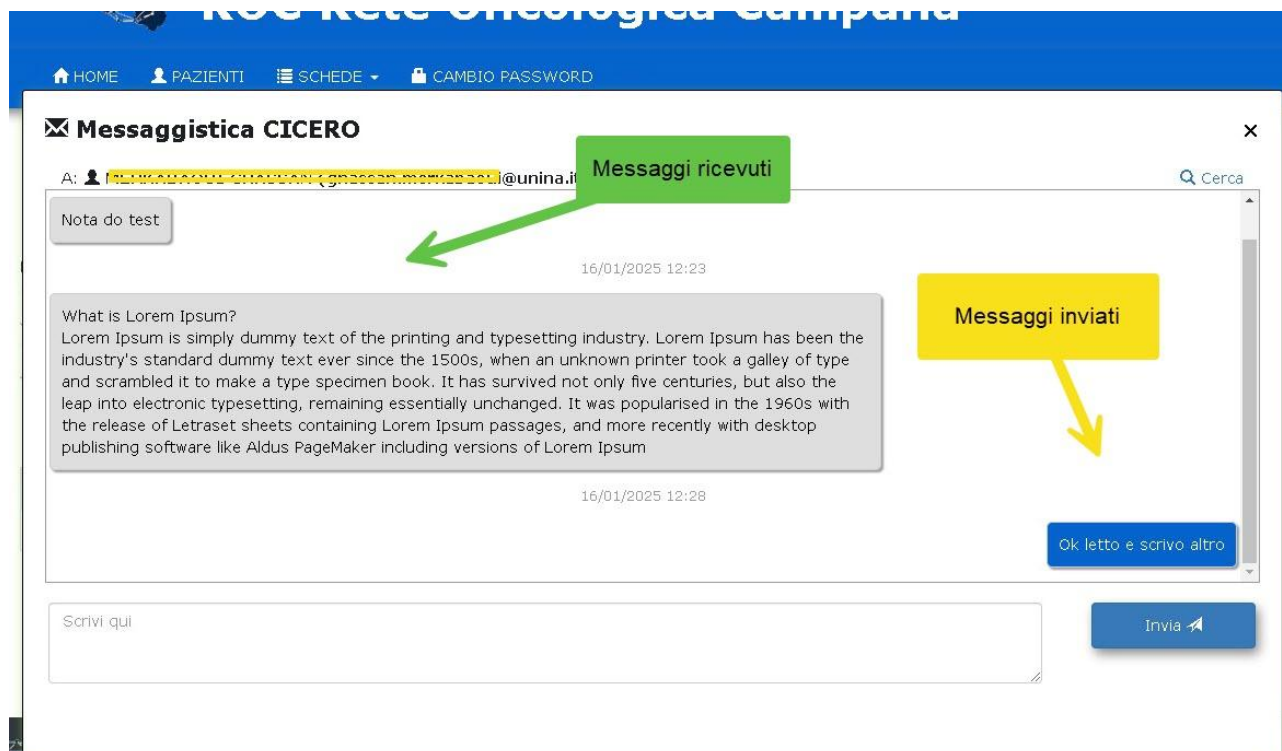 ROC Rete Oncologica Campana
HOME PAZIENTI SCHEDE CAMBIO PASSWORD
Messaggistica CICERO
×
Messaggi ricevuti
A: @unina.it
Cerca
Nota do test
16/01/2025 12:23
What is Lorem Ipsum?
Lorem Ipsum is simply dummy text of the printing and typesetting industry. Lorem Ipsum has been the
industry's standard dummy text ever since the 1500s, when an unknown printer took a galley of type
and scrambled it to make a type specimen book. It has survived not only five centuries, but also the
leap into electronic typesetting, remaining essentially unchanged. It was popularised in the 1960s with
the release of Letraset sheets containing Lorem Ipsum passages, and more recently with desktop
publishing software like Aldus PageMaker including versions of Lorem Ipsum
Messaggi inviati
16/01/2025 12:28
Ok letto e scrivo altro
Scrivi qui
Invia